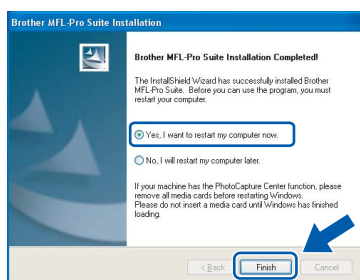 Brother MFL-Pro Suite Installation
Brother MFL-Pro Suite Installation Completed!
The InstallShield Wizard has successfully installed Brother
MFL-Pro Suite. Before you can use the program, you must
restart your computer.
Yes, I want to restart my computer now.
No, I will restart my computer later.
If your machine has the PhotoCapture Center function, please
remove all media cards before restarting Windows.
Please do not insert a media card until Windows has finished
loading.
< Back Finish Cancel